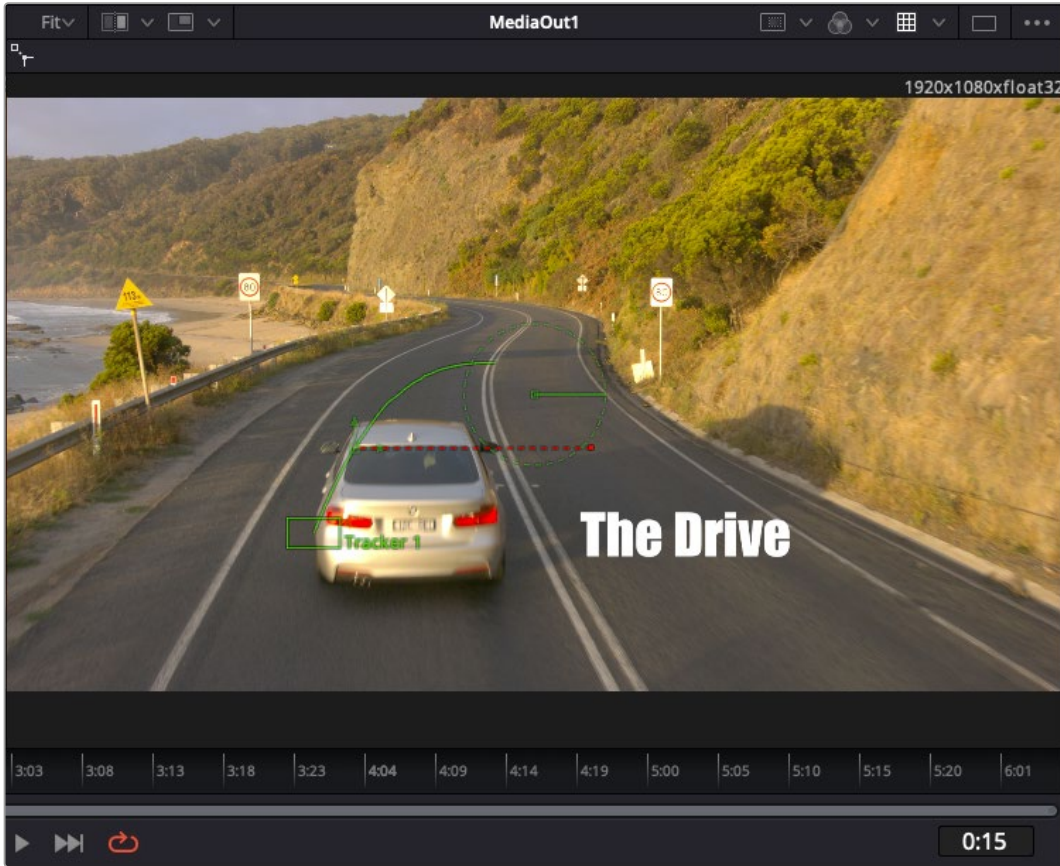 Fit MediaOut1
1920x1080xfloat32
80
Tracker 1
The Drive
3:03 3:08 3:13 3:18 3:23 4:04 4:09 4:14 4:19 5:00 5:05 5:10 5:15 5:20 6:01
0:15